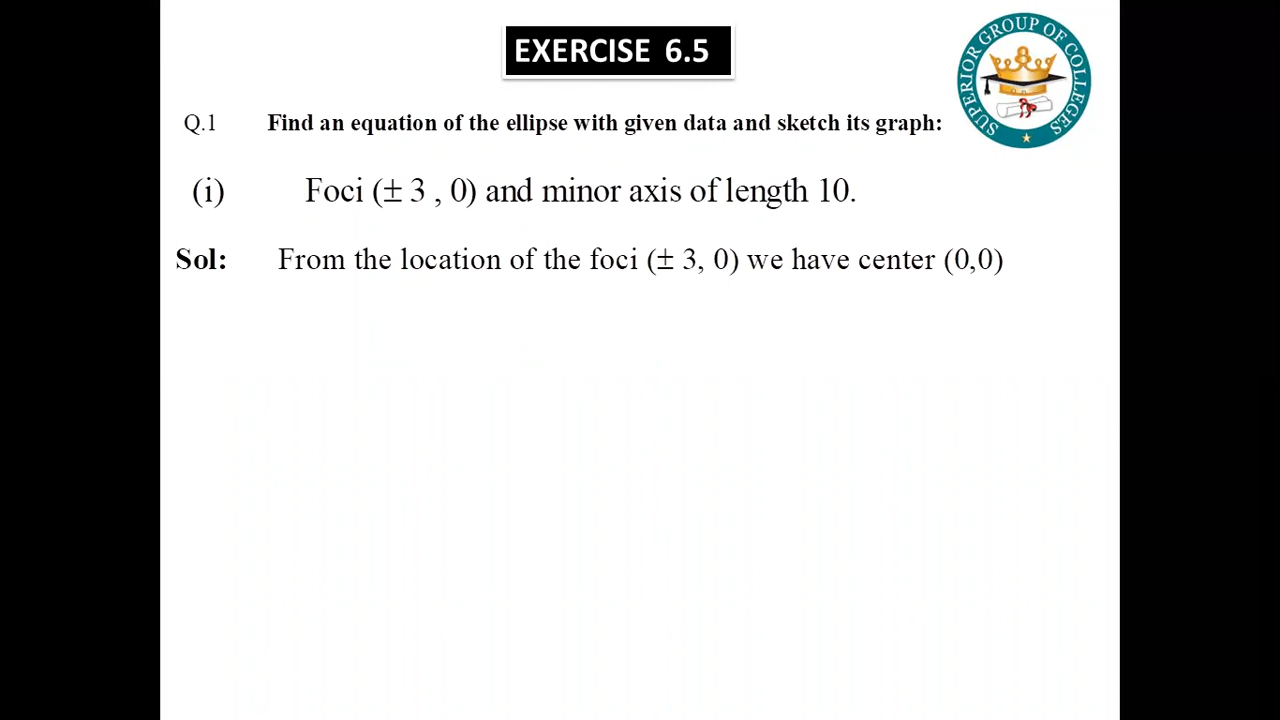 EXERCISE 6.5
SUPERIOR GROUP OF COLLEGES
Q.1 Find an equation of the ellipse with given data and sketch its graph:
(i) Foci (± 3 , 0) and minor axis of length 10.
Sol: From the location of the foci (± 3, 0) we have center (0,0)